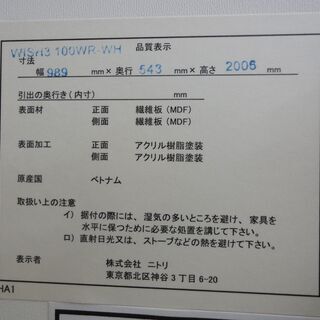 WISH3 100WR-WH 品質表示
寸法
幅 989 mm×奥行 543 mm×高さ 2005 mm
引出の奥行き(内寸) mm
表面材 正面 繊維板(MDF)
側面 繊維板(MDF)
表面加工 正面 アクリル樹脂塗装
側面 アクリル樹脂塗装
原産国 ベトナム
取扱い上の注意
イ) 据付の際には、湿気の多いところを避け、家具を
水平に保つために必要な処置を講じて下さい。
ロ) 直射日光又は、ストーブなどの熱を避けて下さい。
表示者 株式会社 ニトリ
東京都北区神谷3丁目6-20
HA1